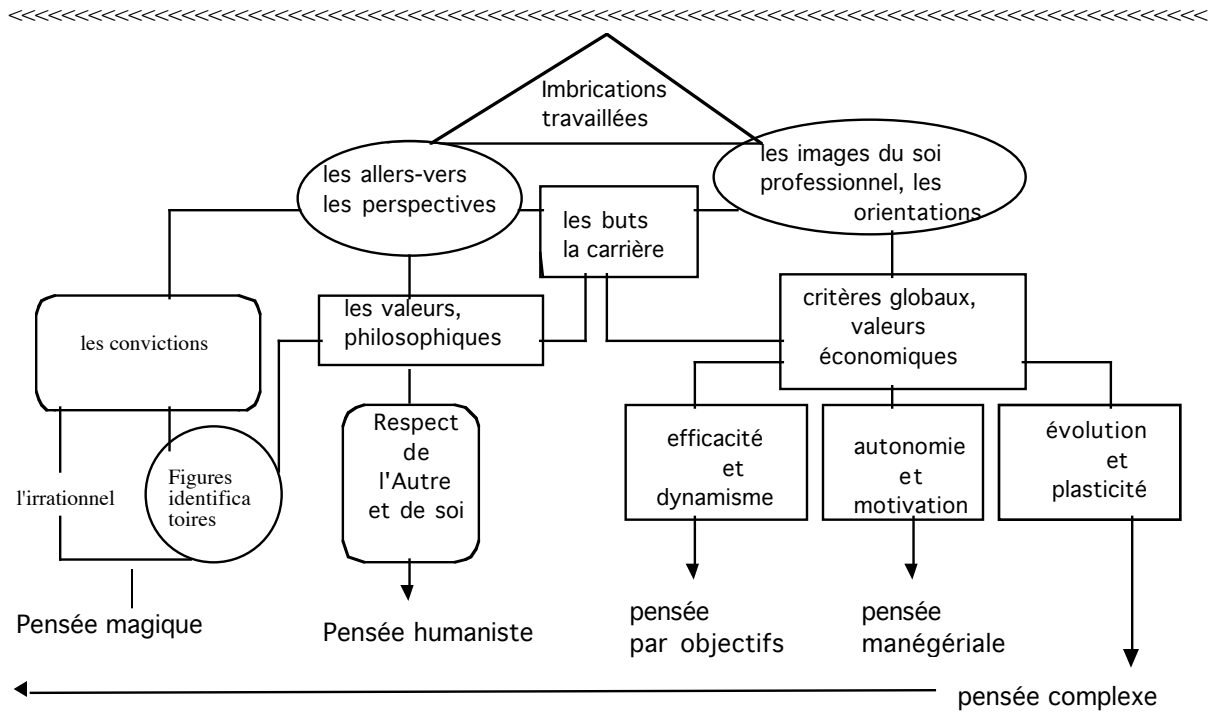 Imbrications
travaillées
les allers-vers
les perspectives
les images du soi
professionnel, les
orientations
les buts
la carrière
les convictions
les valeurs,
philosophiques
critères globaux,
valeurs
économiques
l'irrationnel
Figures
identifica
toires
Respect
de
l'Autre
et de soi
efficacité
et
dynamisme
autonomie
et
motivation
évolution
et
plasticité
Pensée magique
Pensée humaniste
pensée
par objectifs
pensée
manégériale
pensée complexe